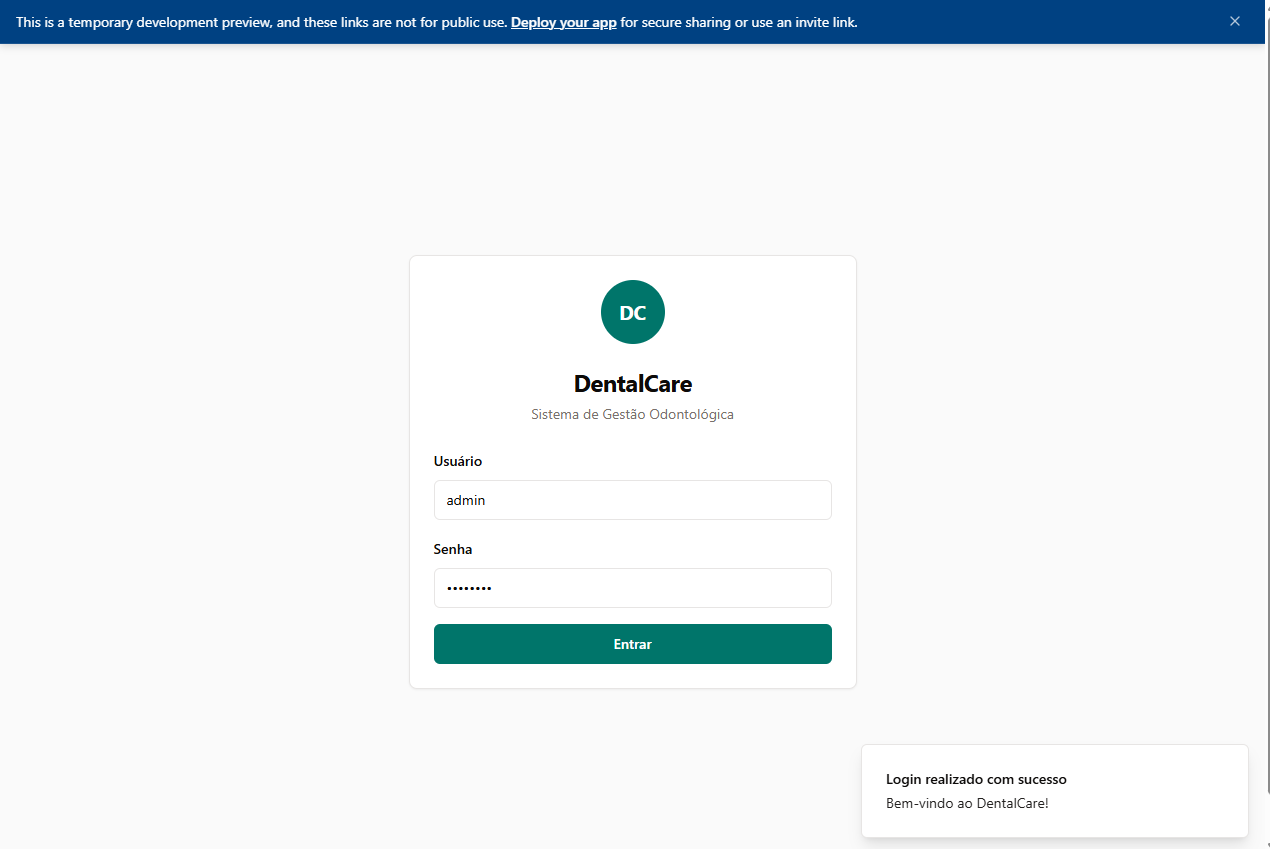 This is a temporary development preview, and these links are not for public use. Deploy your app for secure sharing or use an invite link.
DC
DentalCare
Sistema de Gestão Odontológica
Usuário
admin
Senha
••••••••
Entrar
Login realizado com sucesso
Bem-vindo ao DentalCare!